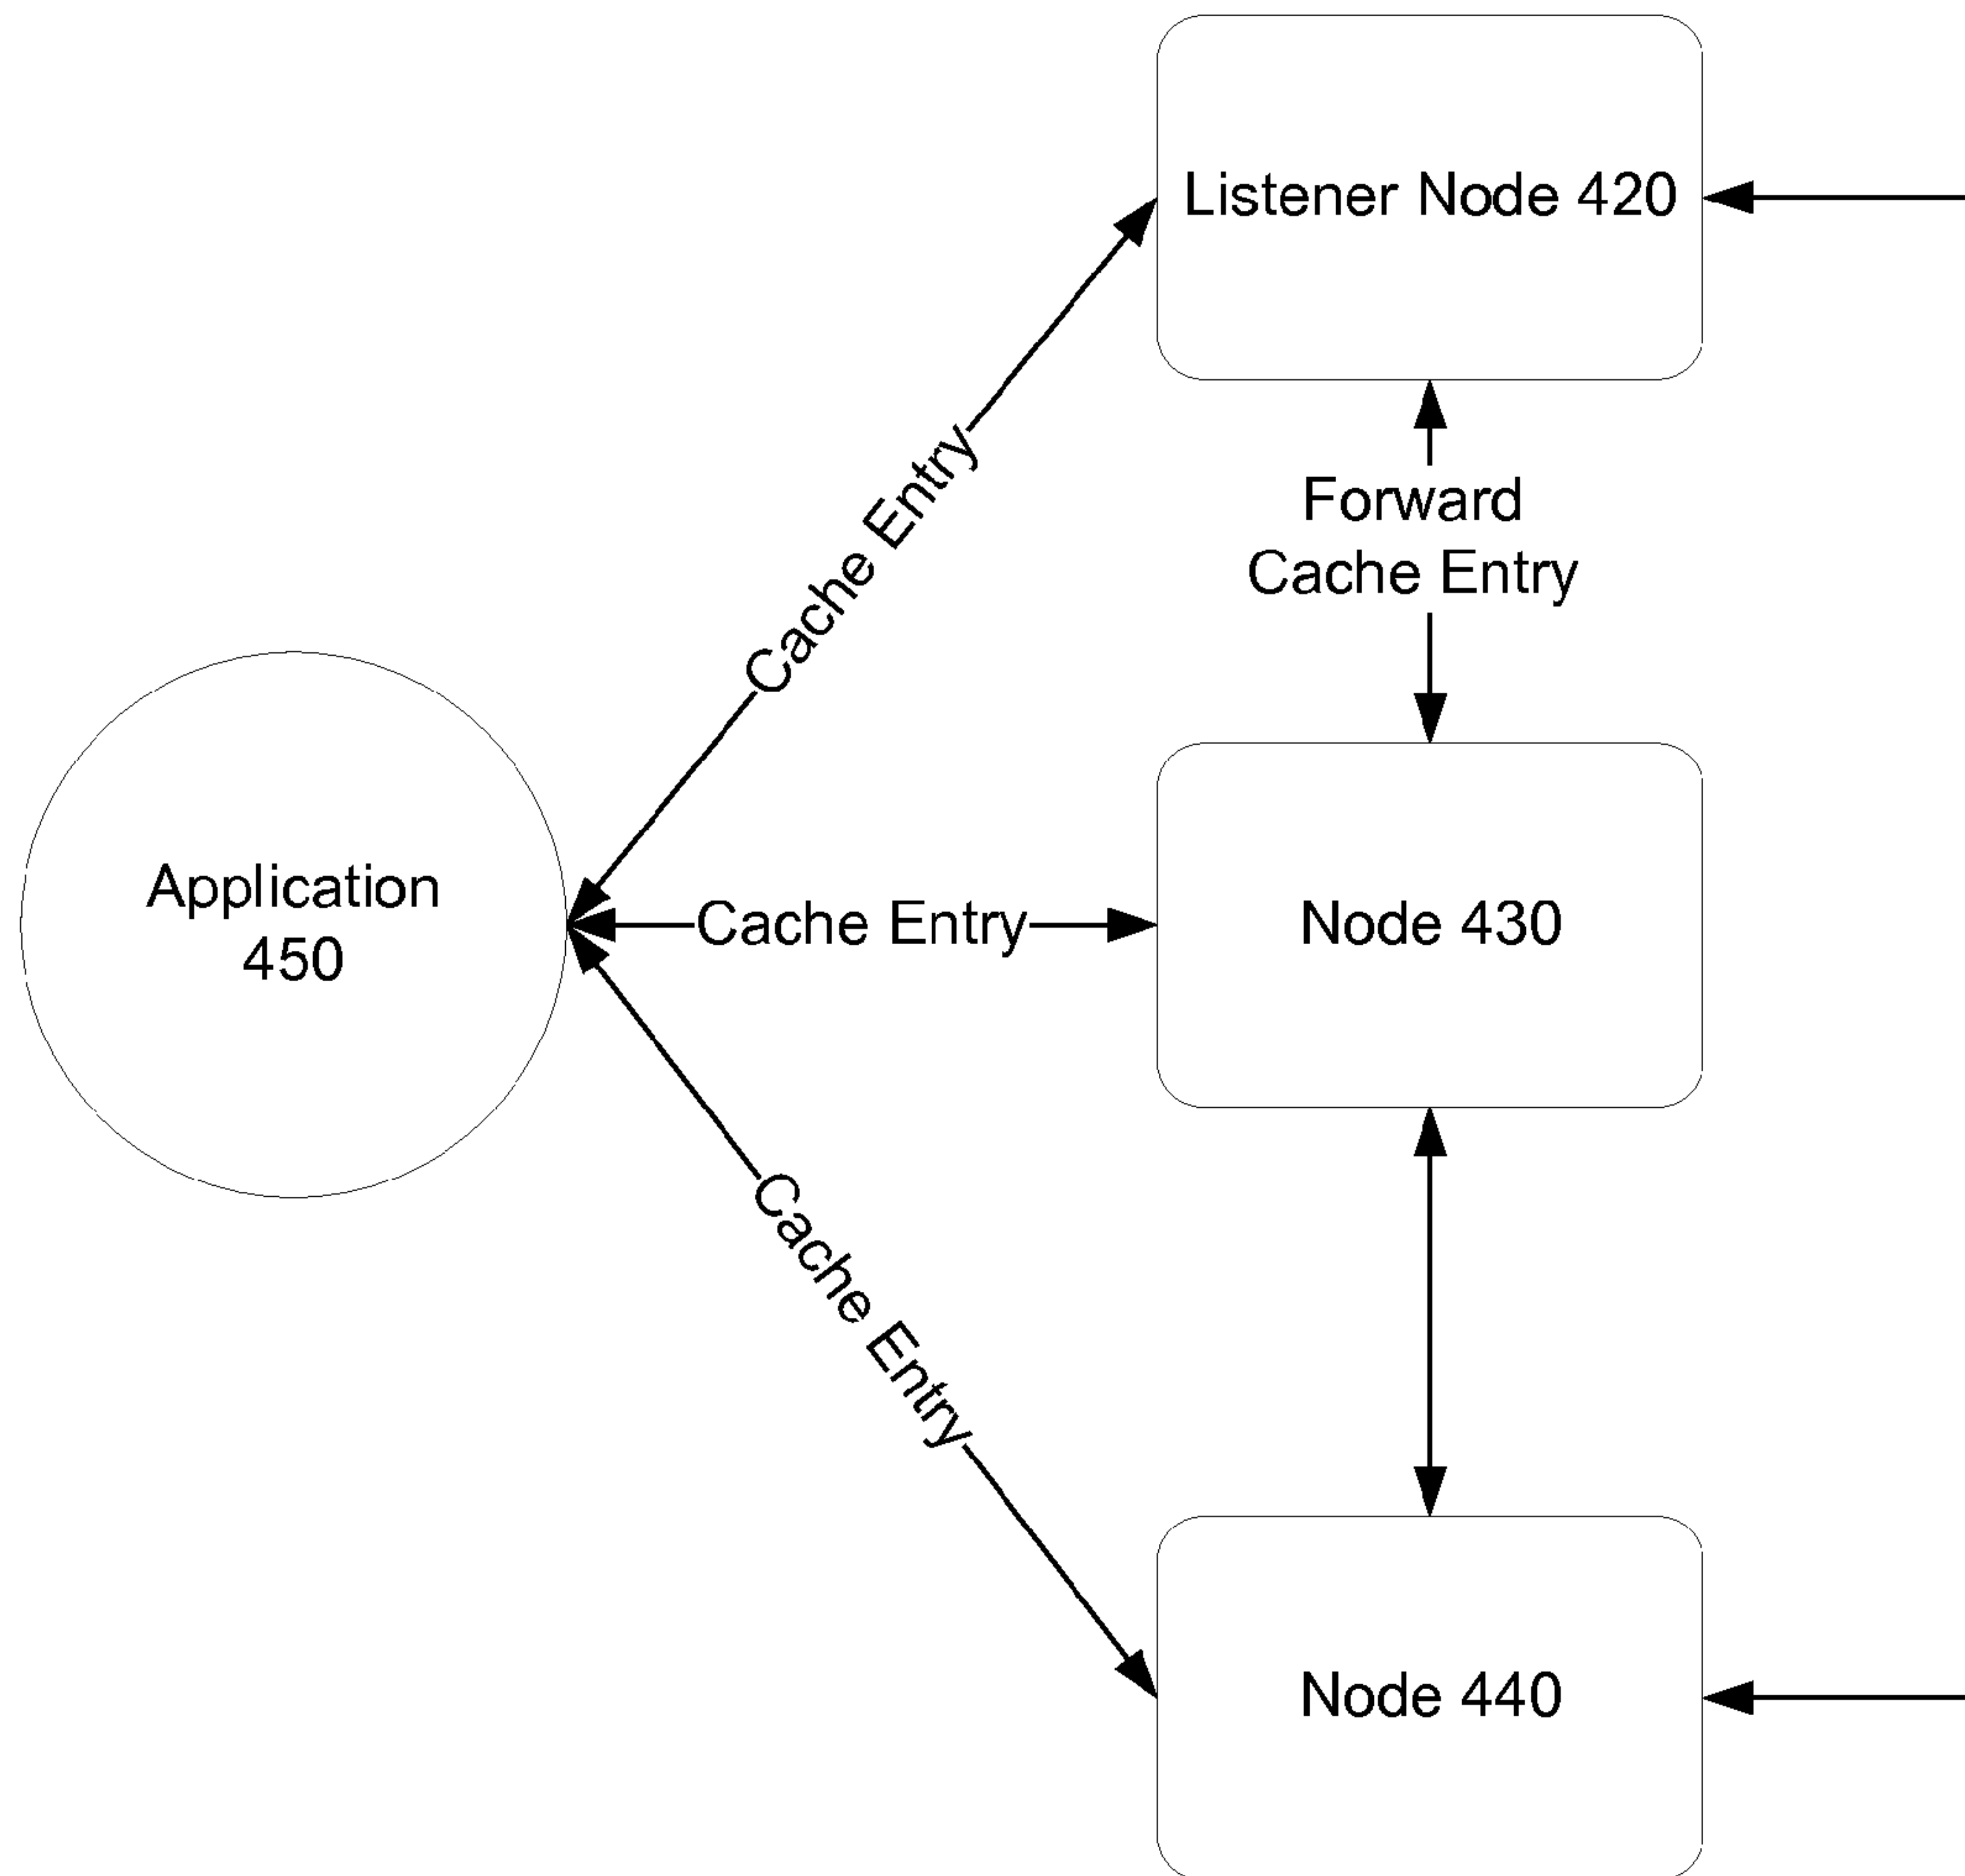 Listener Node 420
Forward
Cache Entry
Cache Entry
Application
450
Cache Entry
Node 430
Cache Entry
Node 440